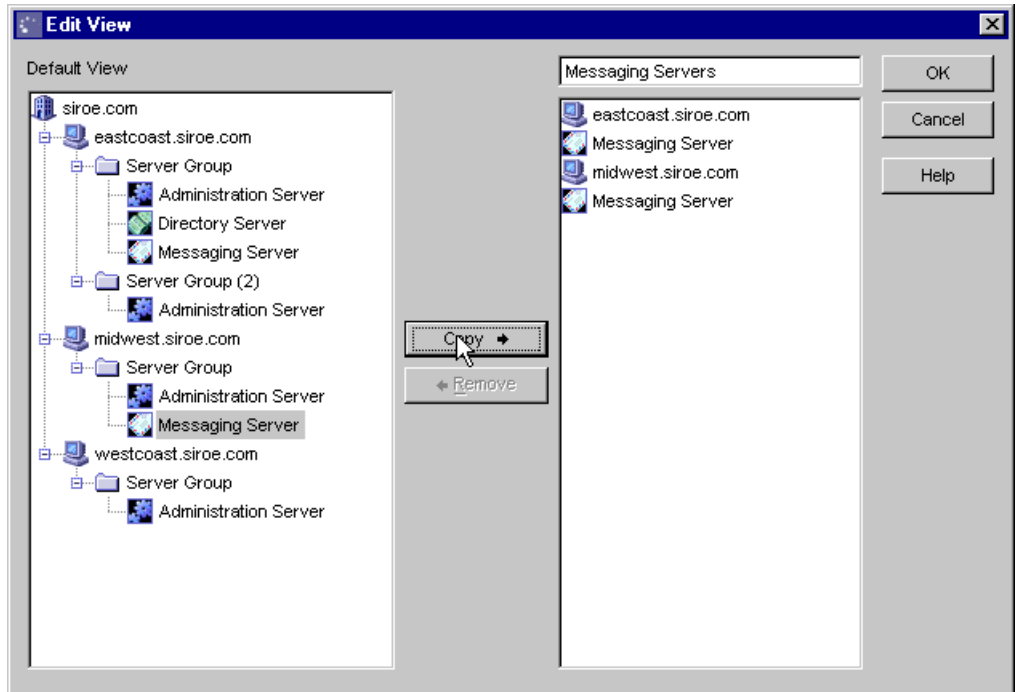 Edit View
Default View
siroe.com
eastcoast.siroe.com
Server Group
Administration Server
Directory Server
Messaging Server
Server Group (2)
Administration Server
midwest.siroe.com
Server Group
Administration Server
Messaging Server
westcoast.siroe.com
Server Group
Administration Server
Copy
Remove
Messaging Servers
eastcoast.siroe.com
Messaging Server
midwest.siroe.com
Messaging Server
OK
Cancel
Help